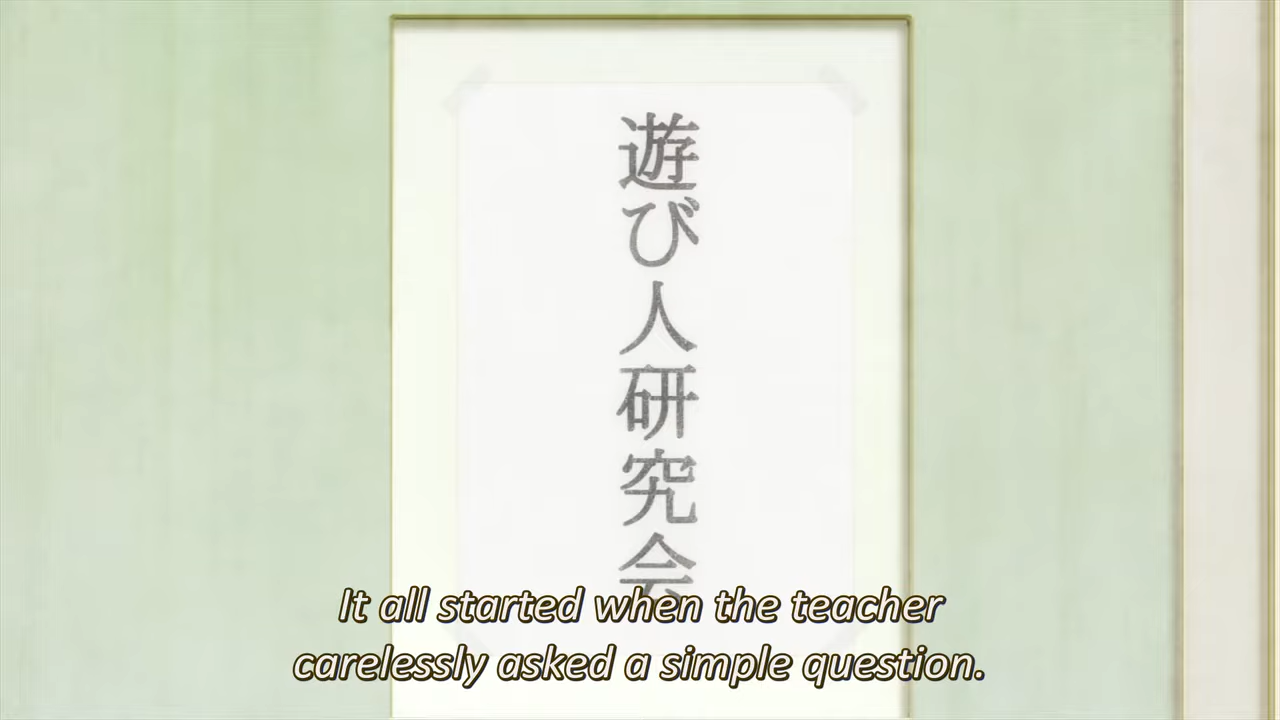 遊び人研究会
It all started when the teacher
carelessly asked a simple question.